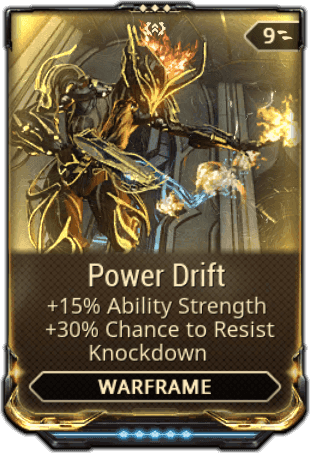 9
Power Drift
+15% Ability Strength
+30% Chance to Resist
Knockdown
WARFRAME